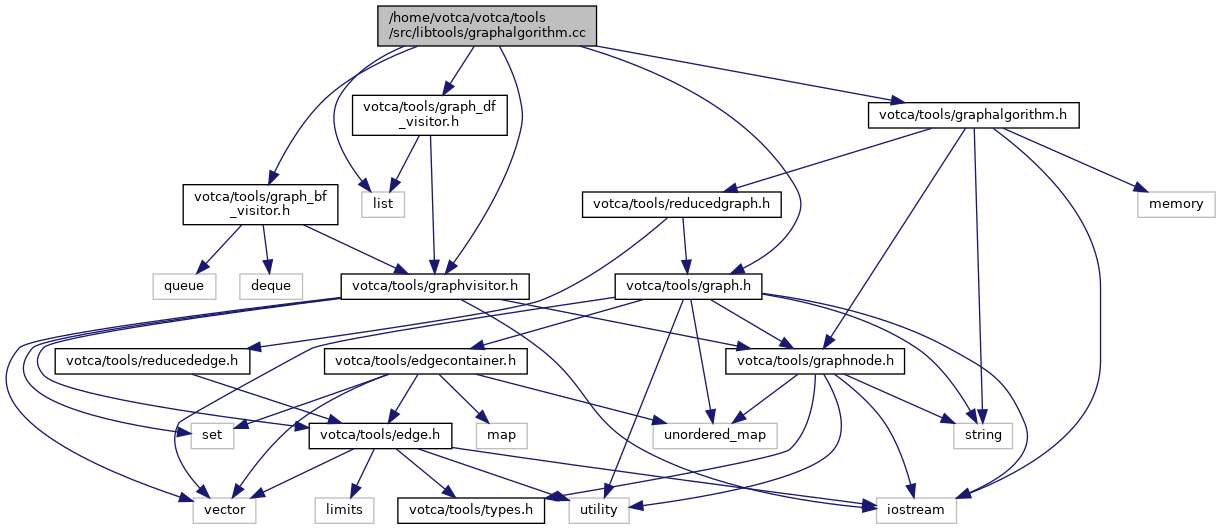 /home/votca/votca/tools
/src/libtools/graphalgorithm.cc
votca/tools/graph_df
_visitor.h
votca/tools/graphalgorithm.h
votca/tools/graph_bf
_visitor.h
list
votca/tools/reducedgraph.h
memory
queue
deque
votca/tools/graphvisitor.h
votca/tools/graph.h
votca/tools/reducededge.h
votca/tools/edgecontainer.h
votca/tools/graphnode.h
set
votca/tools/edge.h
map
unordered_map
string
vector
limits
votca/tools/types.h
utility
iostream